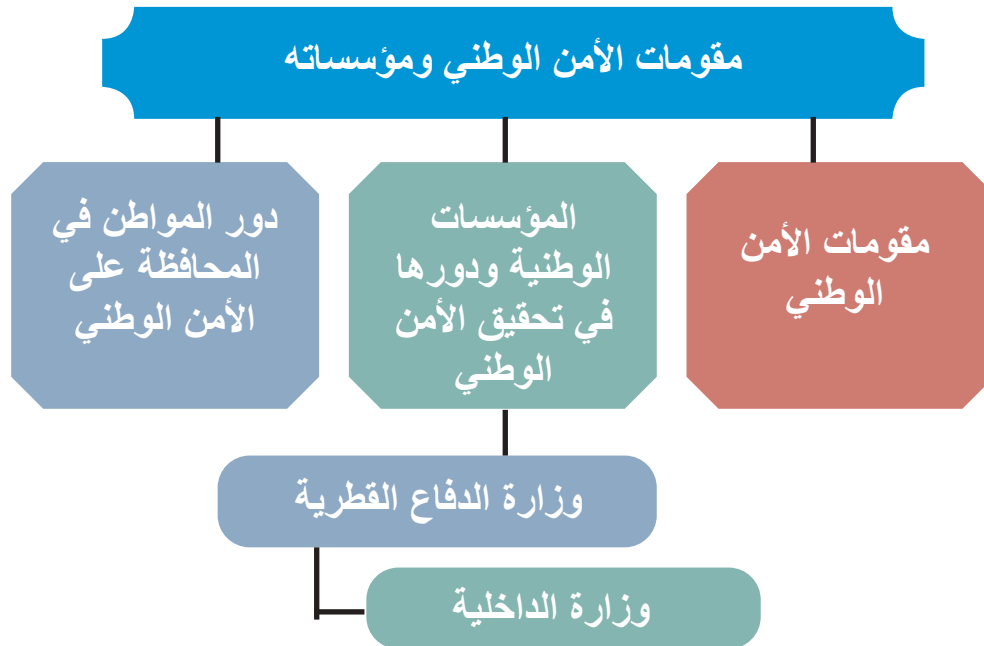 مقومات الأمن الوطني ومؤسساته
مقومات الأمن
الوطني
المؤسسات
الوطنية ودورها
في تحقيق الأمن
الوطني
دور المواطن في
المحافظة على
الأمن الوطني
وزارة الدفاع القطرية
وزارة الداخلية